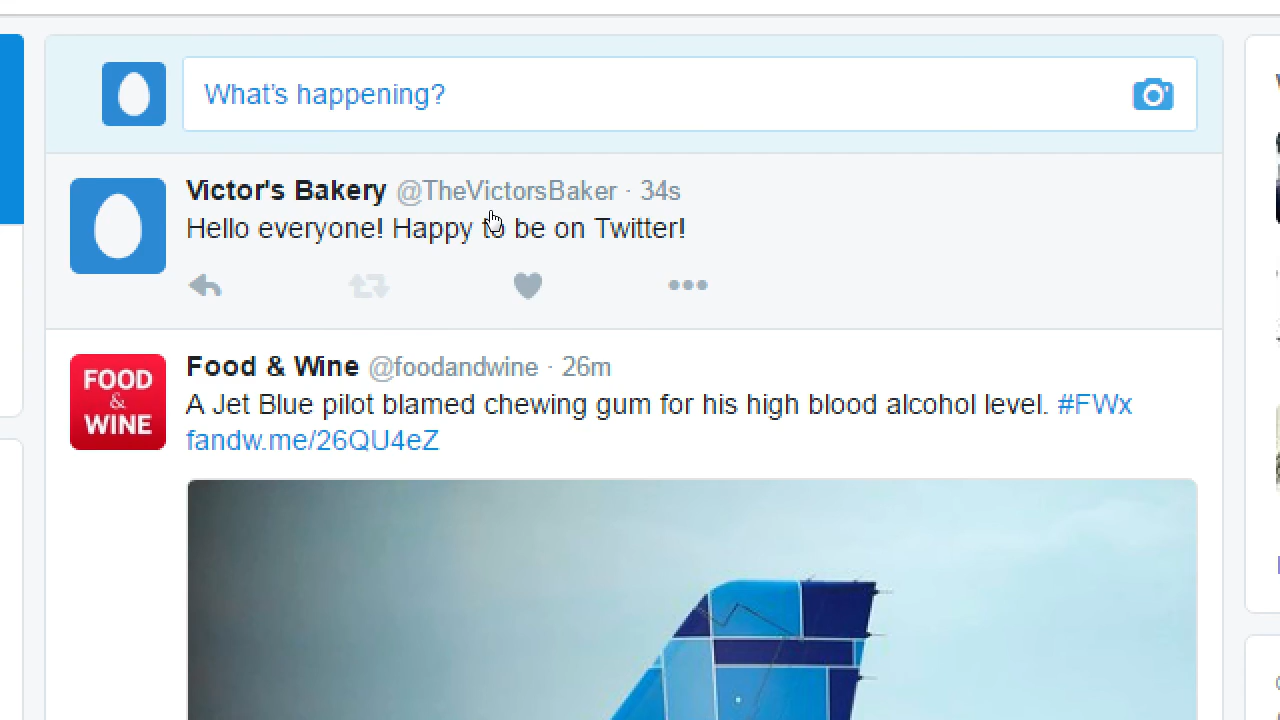 What's happening?
Victor's Bakery @TheVictorsBaker · 34s
Hello everyone! Happy to be on Twitter!
FOOD
&
WINE
Food & Wine @foodandwine · 26m
A Jet Blue pilot blamed chewing gum for his high blood alcohol level. #FWx
fandw.me/26QU4eZ